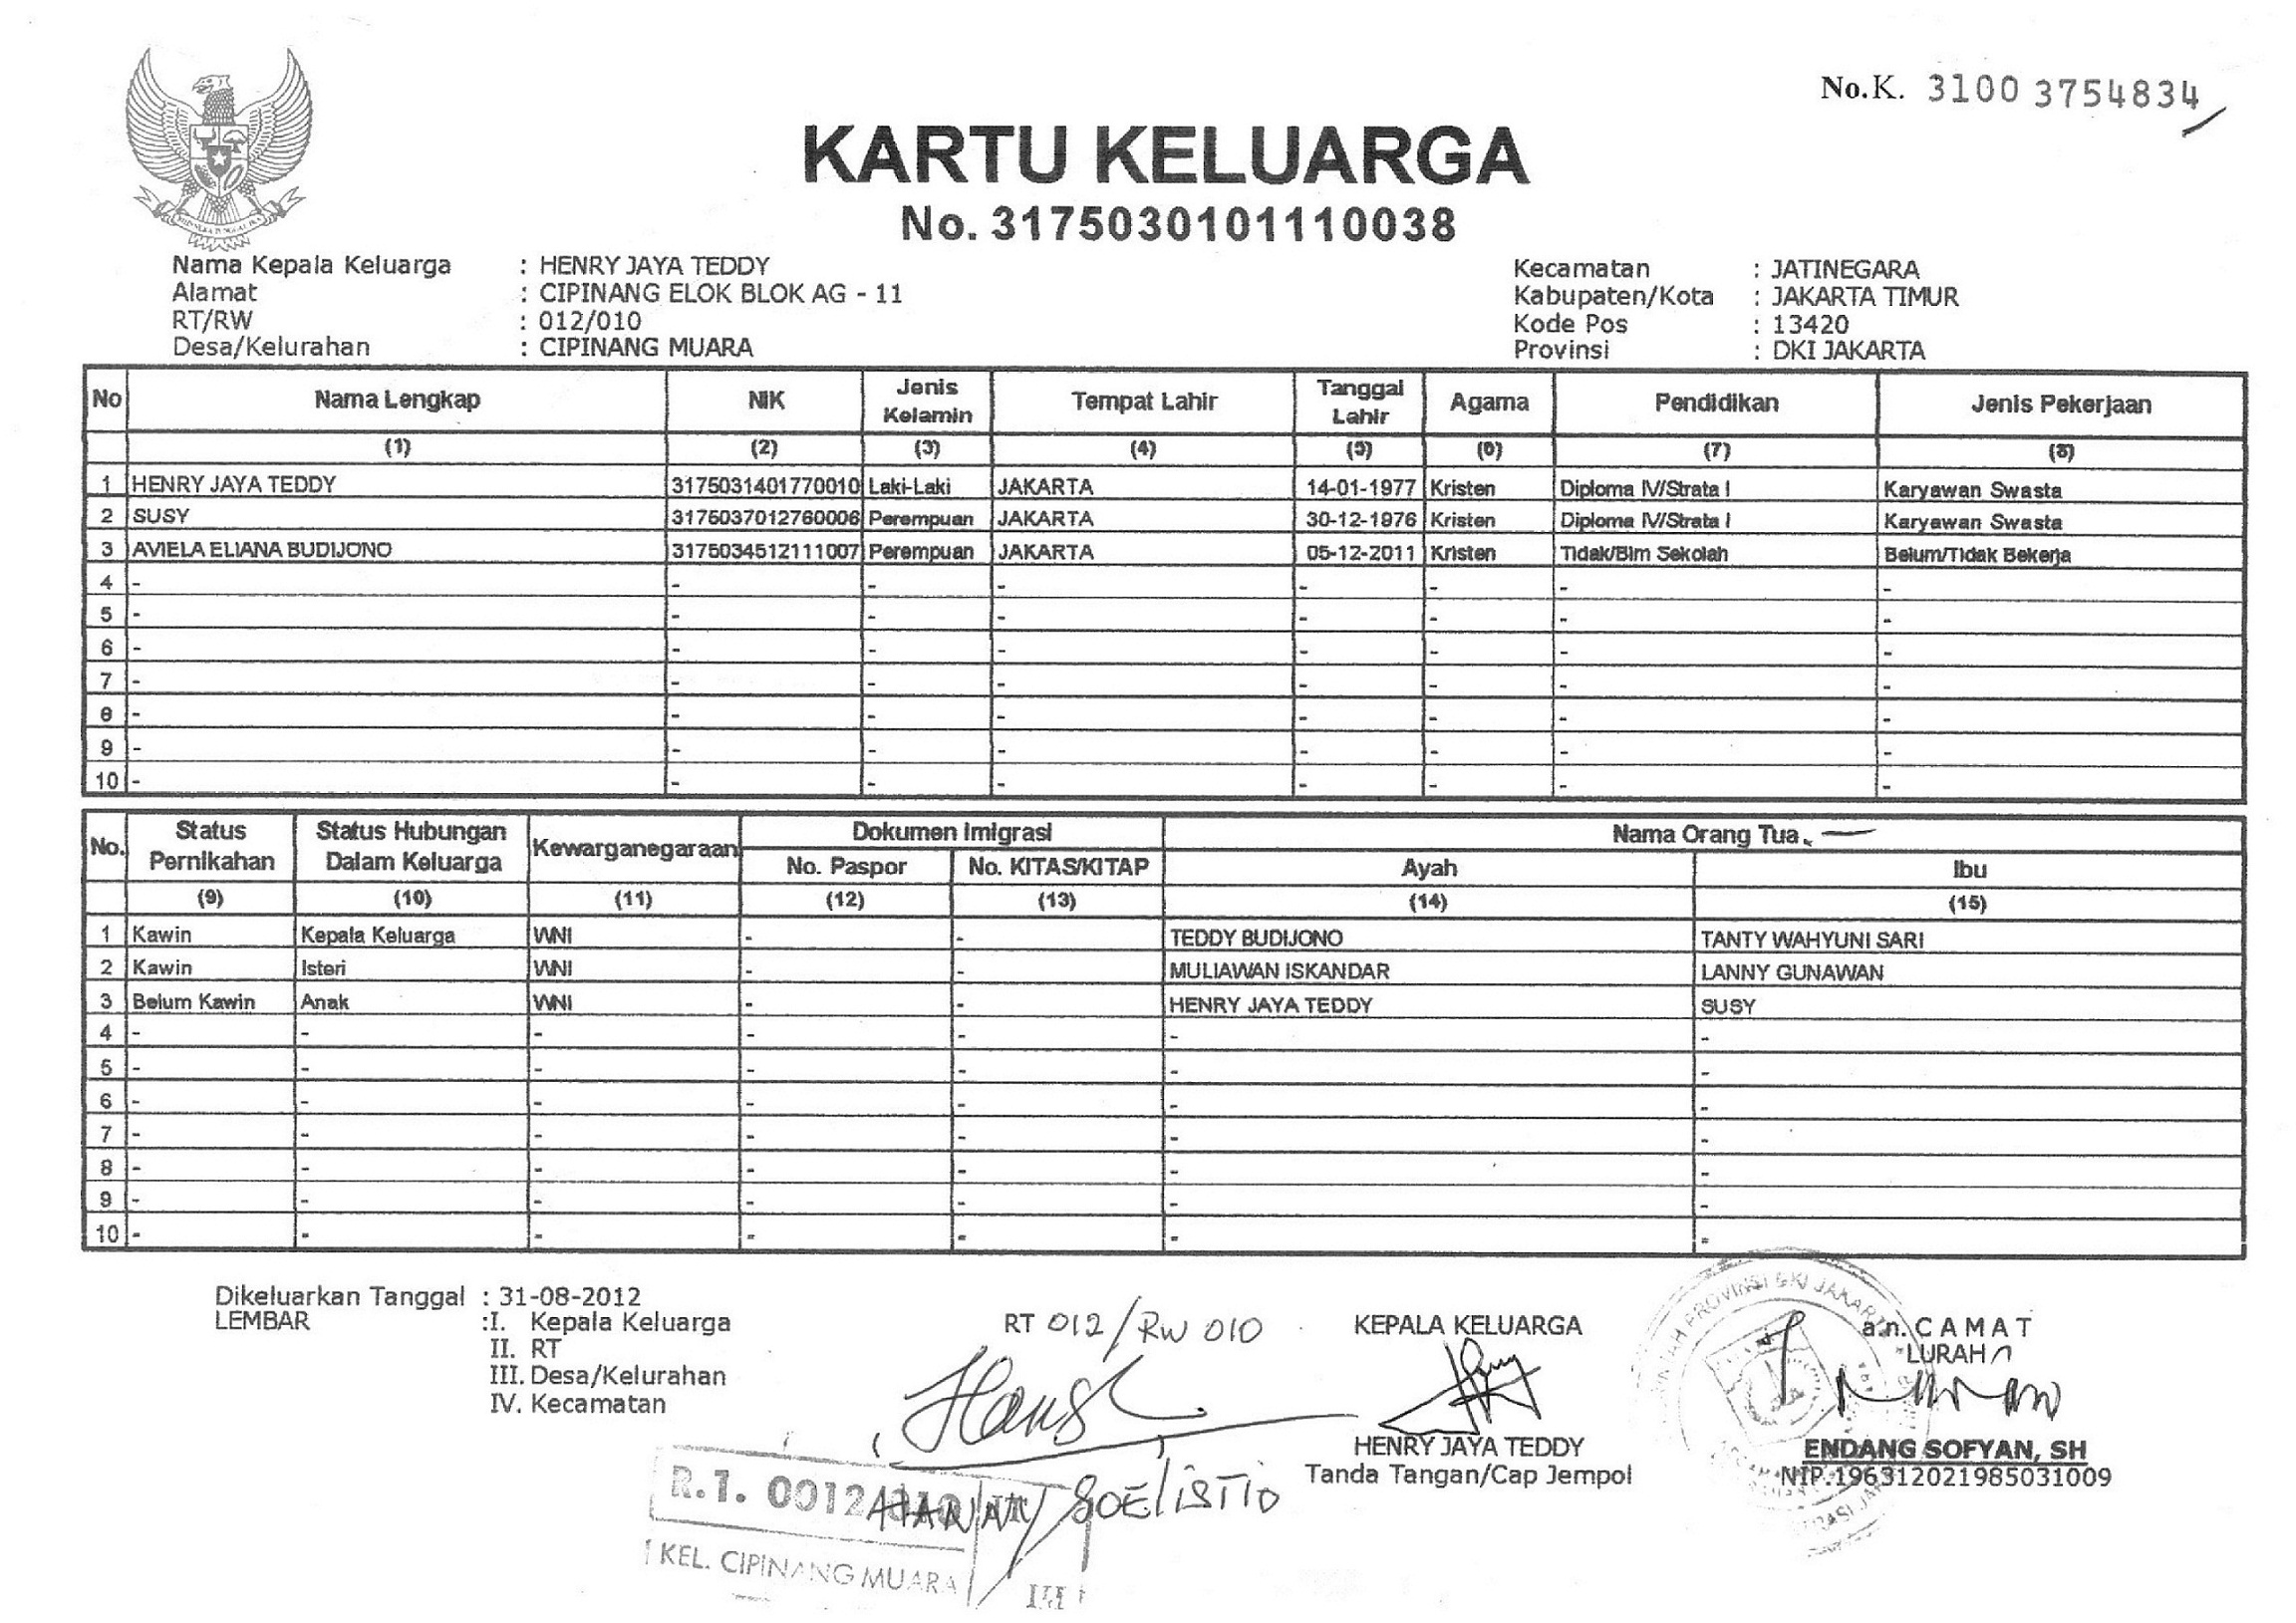 No.K. 3100 3754834
KARTU KELUARGA
No. 3175030101110038
Nama Kepala Keluarga : HENRY JAYA TEDDY
Alamat : CIPINANG ELOK BLOK AG - 11
RT/RW : 012/010
Desa/Kelurahan : CIPINANG MUARA
Kecamatan : JATINEGARA
Kabupaten/Kota : JAKARTA TIMUR
Kode Pos : 13420
Provinsi : DKI JAKARTA
No Nama Lengkap NIK Jenis Kelamin Tempat Lahir Tanggal Lahir Agama Pendidikan Jenis Pekerjaan
(1) (2) (3) (4) (5) (6) (7) (8)
1 HENRY JAYA TEDDY 3175031401770010 Laki-Laki JAKARTA 14-01-1977 Kristen Diploma IV/Strata I Karyawan Swasta
2 SUSY 3175037012760006 Perempuan JAKARTA 30-12-1976 Kristen Diploma IV/Strata I Karyawan Swasta
3 AVIELA ELIANA BUDIJONO 3175034512111007 Perempuan JAKARTA 05-12-2011 Kristen Tidak/Blm Sekolah Belum/Tidak Bekerja
4 - - - - - - - -
5 - - - - - - - -
6 - - - - - - - -
7 - - - - - - - -
8 - - - - - - - -
9 - - - - - - - -
10 - - - - - - - -
No. Status Pernikahan Status Hubungan Dalam Keluarga Kewarganegaraan Dokumen Imigrasi Nama Orang Tua
No. Paspor No. KITAS/KITAP Ayah Ibu
(9) (10) (11) (12) (13) (14) (15)
1 Kawin Kepala Keluarga WNI - - TEDDY BUDIJONO TANTY WAHYUNI SARI
2 Kawin Isteri WNI - - MULIAWAN ISKANDAR LANNY GUNAWAN
3 Belum Kawin Anak WNI - - HENRY JAYA TEDDY SUSY
4 - - - - - - -
5 - - - - - - -
6 - - - - - - -
7 - - - - - - -
8 - - - - - - -
9 - - - - - - -
10 - - - - - - -
Dikeluarkan Tanggal : 31-08-2012
LEMBAR :I. Kepala Keluarga
II. RT
III. Desa/Kelurahan
IV. Kecamatan
RT 012/RW 010
KEPALA KELUARGA
HENRY JAYA TEDDY
Tanda Tangan/Cap Jempol
a.n. CAMAT
LURAH
ENDANG SOFYAN, SH
NIP.196312021985031009
PROVINSI DKI JAKARTA
SOELISTIO
KEL. CIPINANG MUARA